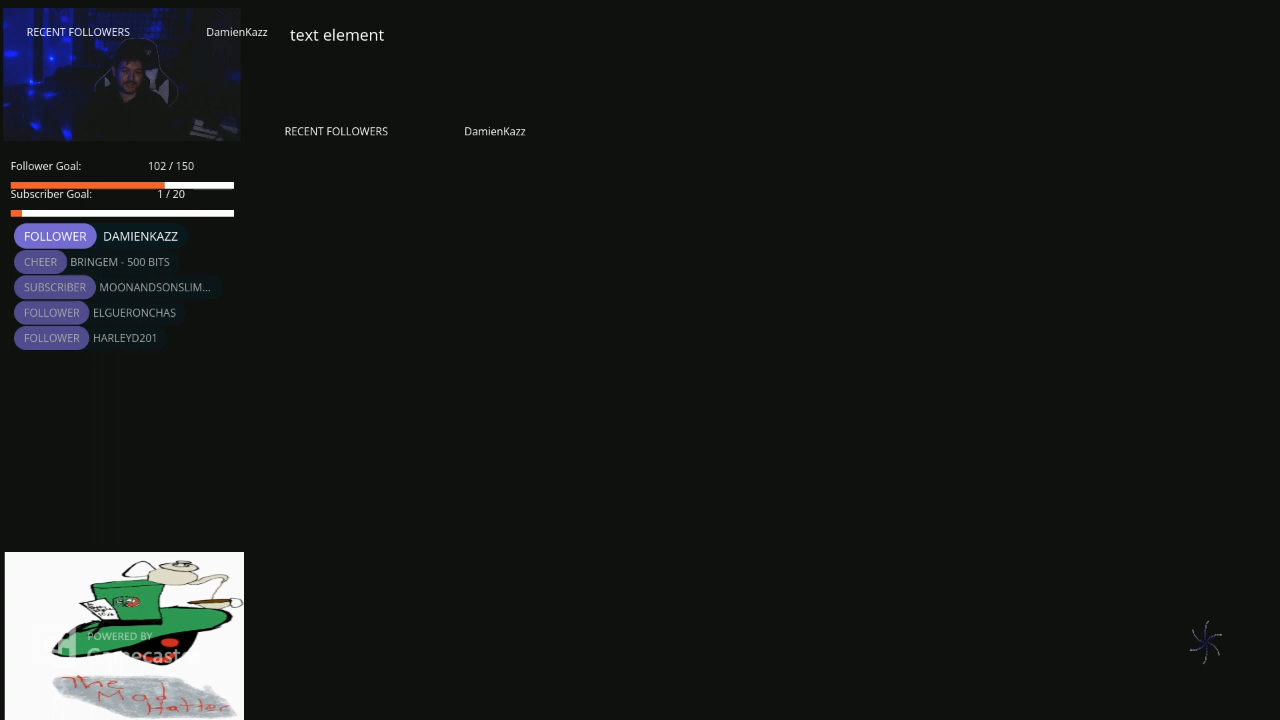 RECENT FOLLOWERS DamienKazz
text element
RECENT FOLLOWERS DamienKazz
Follower Goal: 102 / 150
Subscriber Goal: 1 / 20
FOLLOWER DAMIENKAZZ
CHEER BRINGEM - 500 BITS
SUBSCRIBER MOONANDSONSLIM...
FOLLOWER ELGUERONCHAS
FOLLOWER HARLEYD201
POWERED BY
Gamecaster
The
Mad
Hatter